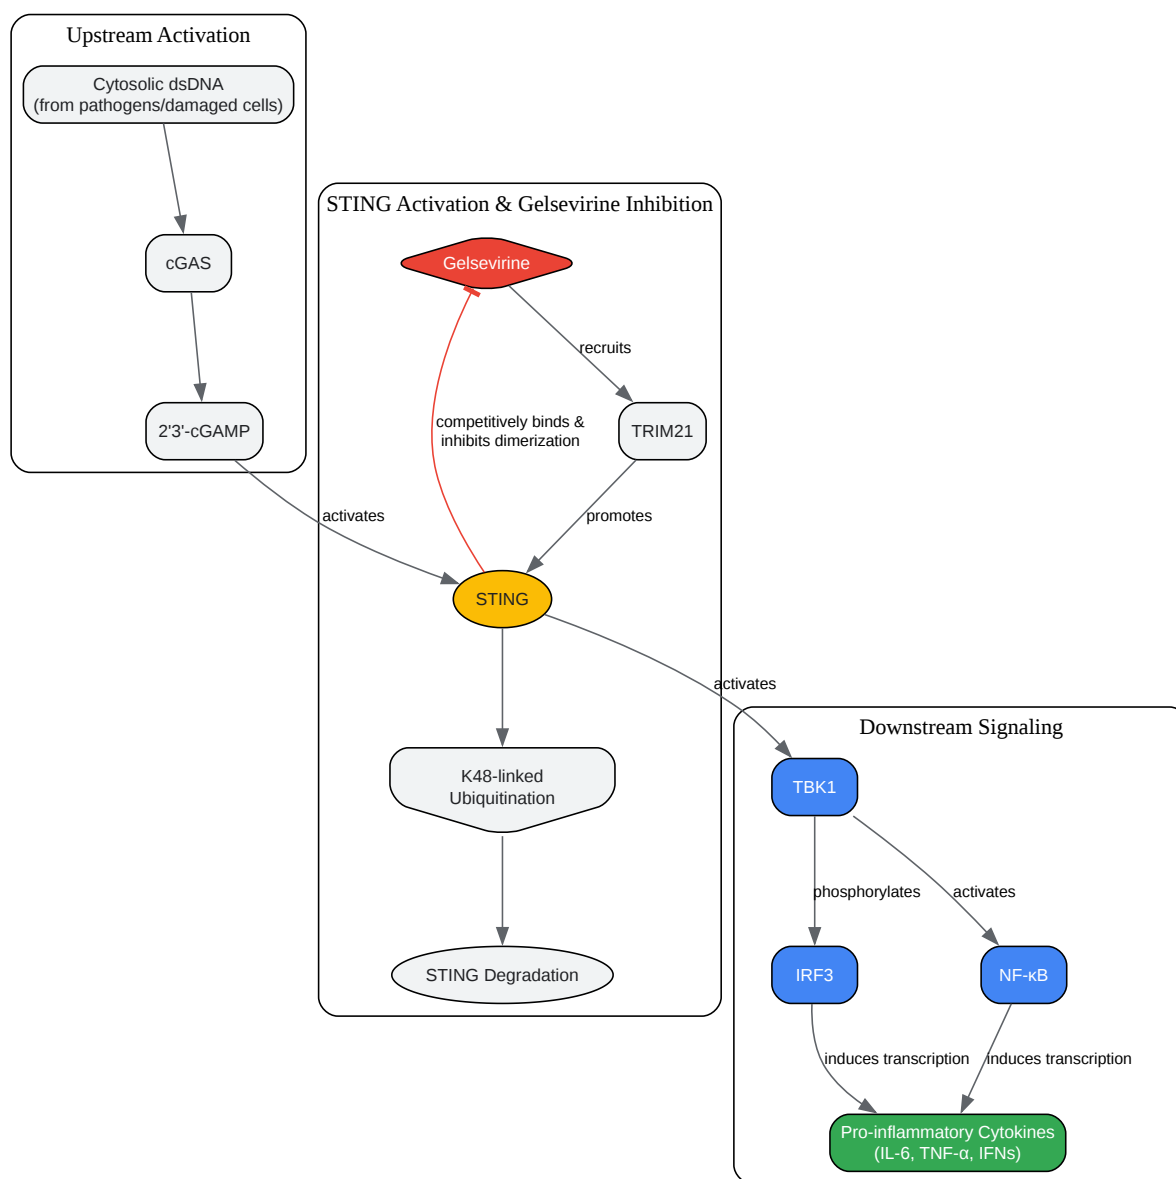 Upstream Activation
Cytosolic dsDNA
(from pathogens/damaged cells)
cGAS
2'3'-cGAMP
activates
STING Activation & Gelsevirine Inhibition
Gelsevirine
recruits
competitively binds &
inhibits dimerization
TRIM21
promotes
STING
activates
K48-linked
Ubiquitination
STING Degradation
Downstream Signaling
TBK1
phosphorylates
activates
IRF3
NF-κB
induces transcription
induces transcription
Pro-inflammatory Cytokines
(IL-6, TNF-α, IFNs)